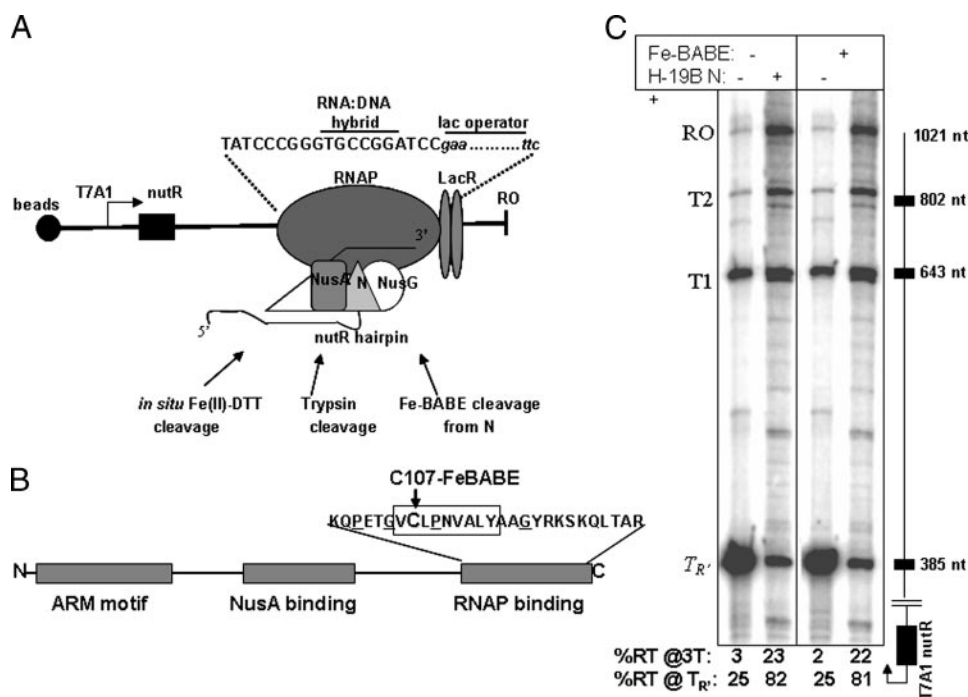 A
RNA:DNA
hybrid
lac operator
TATCCCGGGTGCCGGATCCgaa..........ttc
T7A1
nutR
RNAP
LacR
RO
beads
3'
NusA
N
NusG
5'
nutR hairpin
in situ Fe(II)-DTT
cleavage
Trypsin
cleavage
Fe-BABE cleavage
from N
B
C107-FeBABE
KQPETGVCLPNVALYAAGYRKSKQLTAR
N
C
ARM motif
NusA binding
RNAP binding
C
Fe-BABE: - +
H-19B N: - + - +
+
RO
T2
T1
TR'
1021 nt
802 nt
643 nt
385 nt
T7A1 nutR
%RT @3T: 3 23 2 22
%RT @ TR' 25 82 25 81